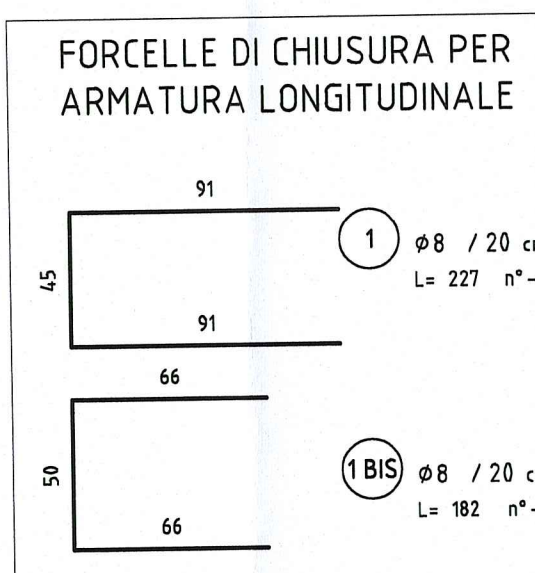 FORCELLE DI CHIUSURA PER
ARMATURA LONGITUDINALE
91
45
1
ø8 / 20
L= 227 n°-
91
66
50
1 BIS
ø8 / 20
L= 182 n°-
66